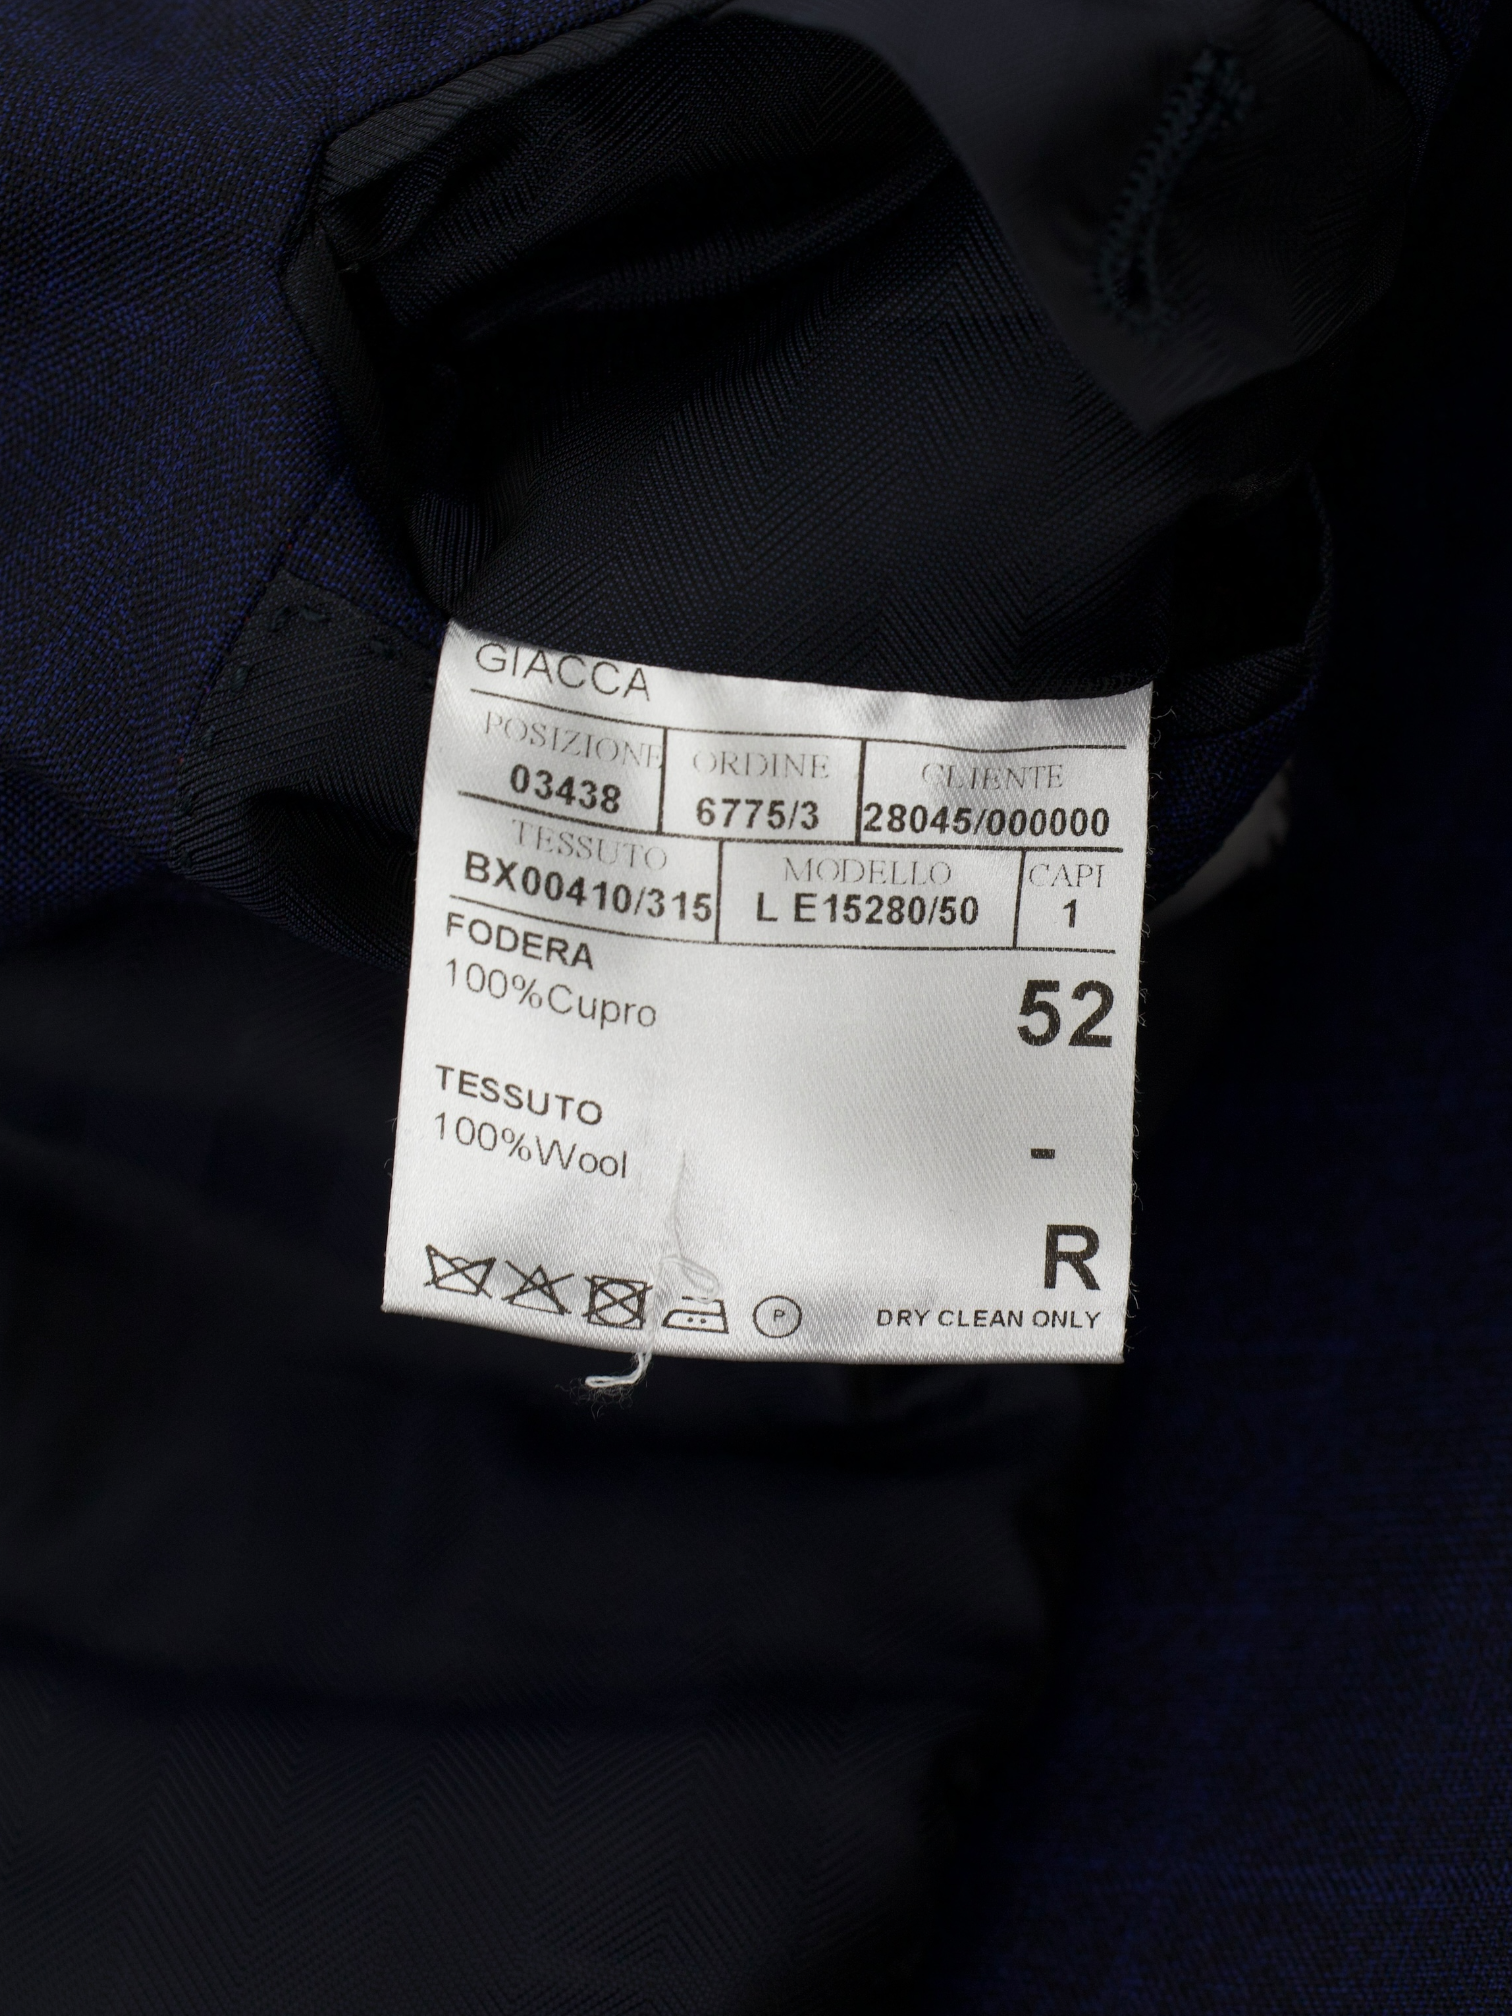 GIACCA
POSIZIONE ORDINE CLIENTE
03438 6775/3 28045/000000
TESSUTO MODELLO CAPI
BX00410/315 L E15280/50 1
FODERA
100%Cupro
52
TESSUTO
100%Wool
-
R
P
DRY CLEAN ONLY